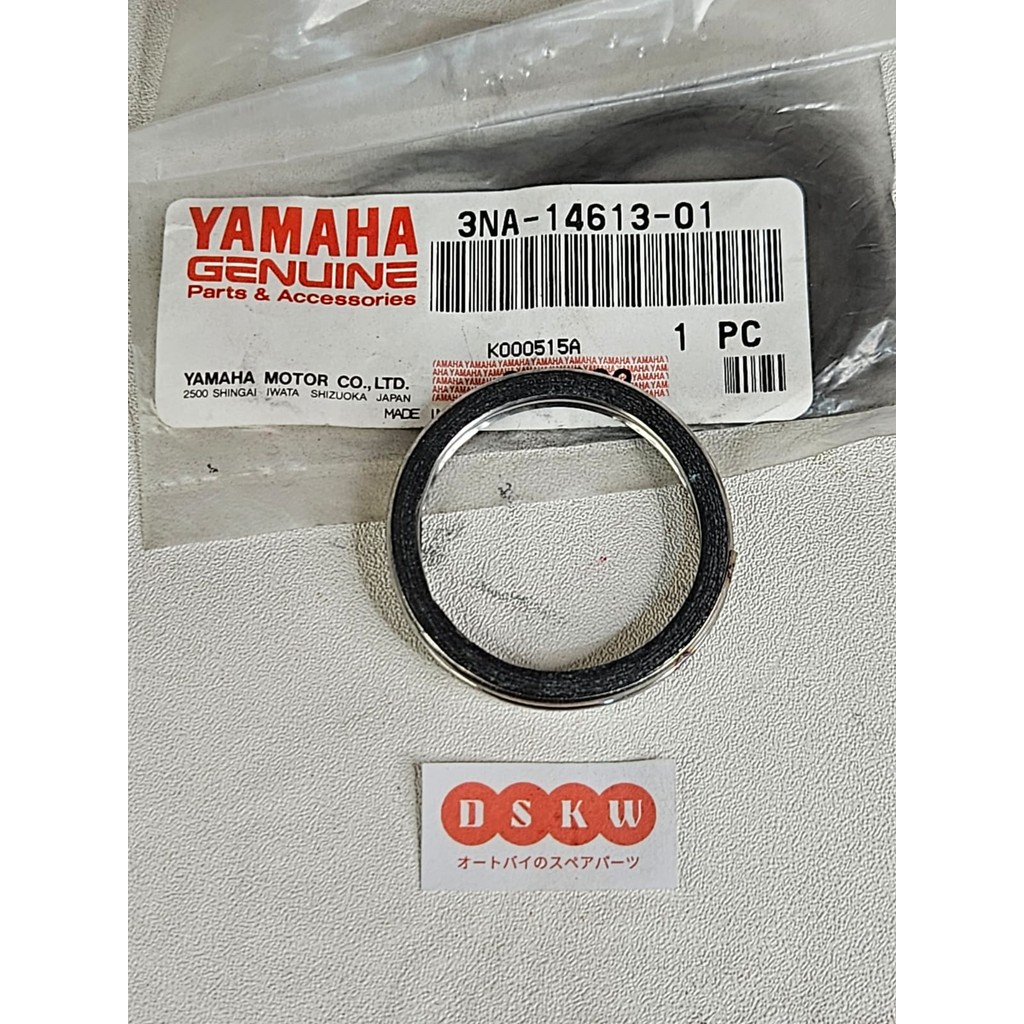 YAMAHA
GENUINE
Parts & Accessories
3NA-14613-01
1 PC
K000515A
YAMAHA MOTOR CO.,LTD.
2500 SHINGAI IWATA SHIZUOKA JAPAN
MADE
DSKW
オートバイのスペアパーツ